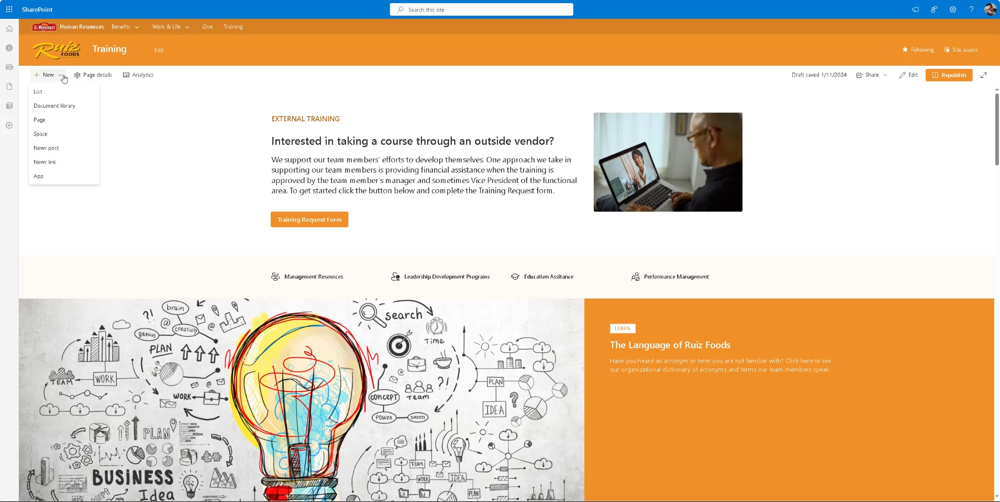 SharePoint
Search this site
EL MONTEREY Human Resources Benefits Work & Life Give Training
Ruiz FOODS
Training
Edit
Following
Site access
New
Page details
Analytics
Draft saved 1/11/2024
Share
Edit
Republish
List
Document library
Page
Space
News post
News link
App
EXTERNAL TRAINING
Interested in taking a course through an outside vendor?
We support our team members' efforts to develop themselves. One approach we take in
supporting our team members is providing financial assistance when the training is
approved by the team member's manager and sometimes Vice President of the functional
area. To get started click the button below and complete the Training Request form.
Training Request Form
Management Resources
Leadership Development Programs
Education Assitance
Performance Management
brain
?!
@
genius
creativity
@
PLAN
search
Time
WORK
TEAM
@
WORK
?!
Team
concept
POWER
SUCCESS
PLAN
IDEA
?
PLAN
TEAM
WORK
IDEA
PLAN
BUSiNESS
Idea
LEARN
The Language of Ruiz Foods
Have you heard an acronym or term you are not familiar with? Click here to see
our organizational dictionary of acronyms and terms our team members speak.